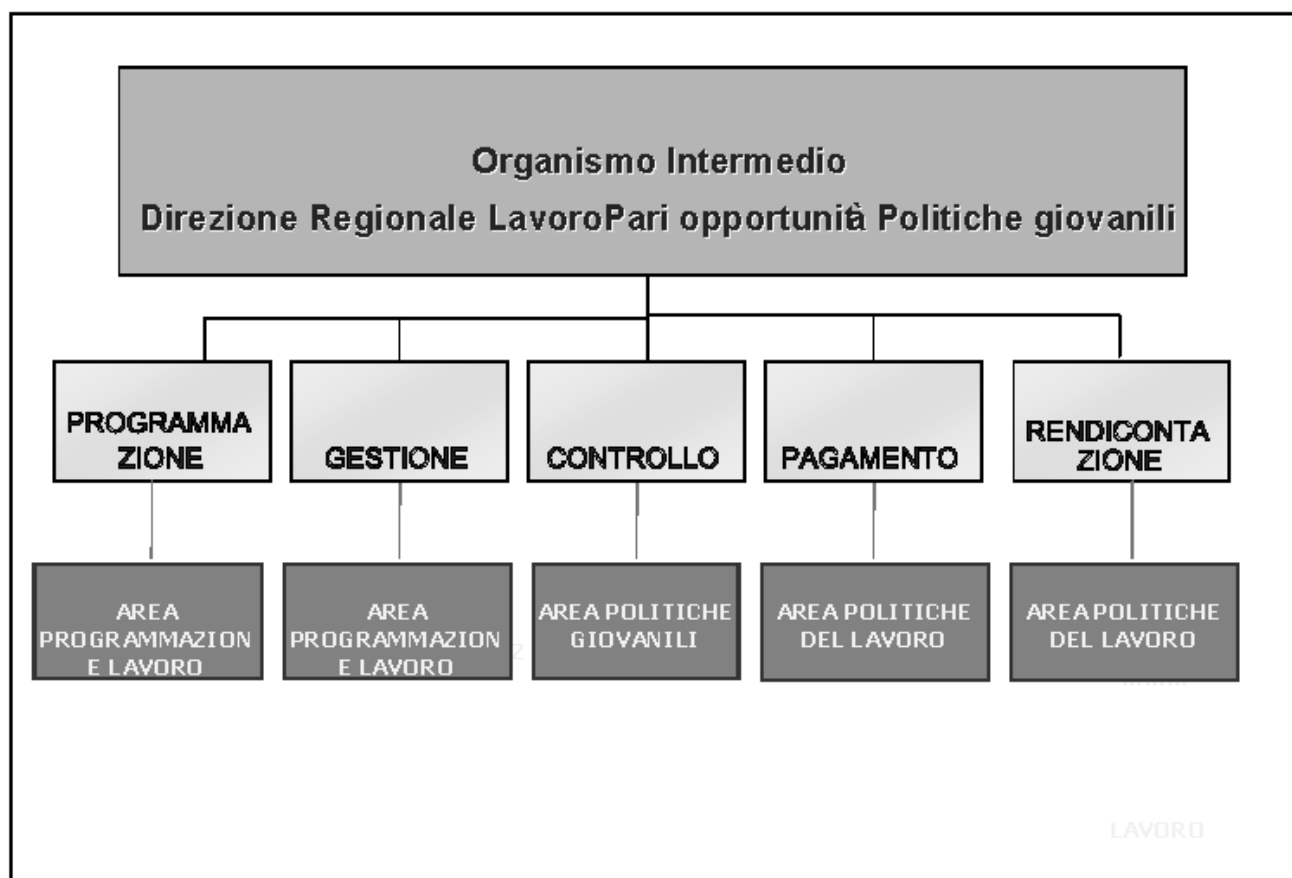 Organismo Intermedio
Direzione Regionale LavoroPari opportunità Politiche giovanili
PROGRAMMA
ZIONE
GESTIONE
CONTROLLO
PAGAMENTO
RENDICONTA
ZIONE
AREA
PROGRAMMAZION
E LAVORO
AREA
PROGRAMMAZION
E LAVORO
AREA POLITICHE
GIOVANILI
AREA POLITICHE
DEL LAVORO
AREA POLITICHE
DEL LAVORO
Z
LAVORO